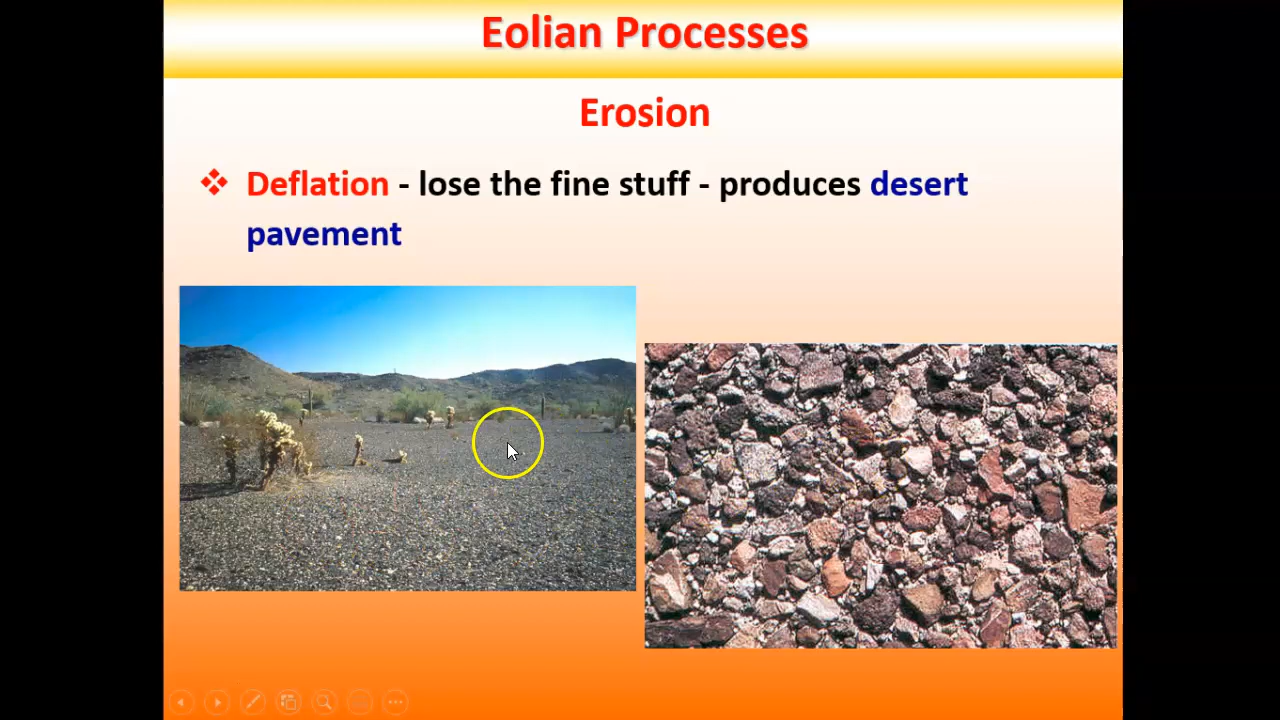 Eolian Processes
Erosion
Deflation - lose the fine stuff - produces desert
pavement